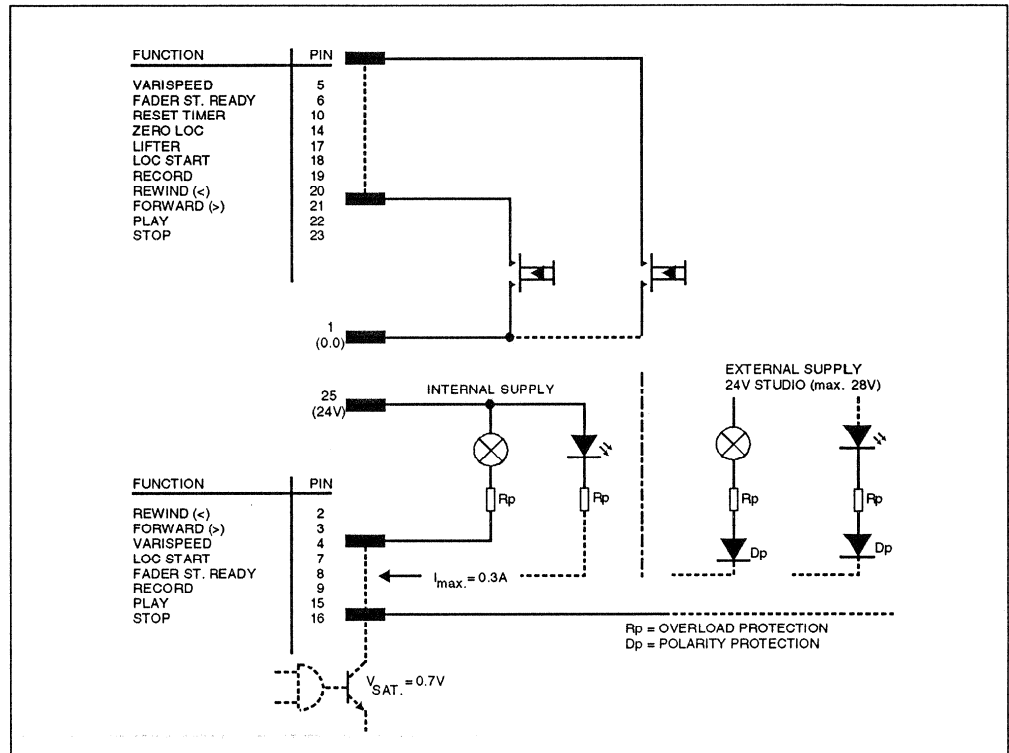 FUNCTION PIN
VARISPEED 5
FADER ST. READY 6
RESET TIMER 10
ZERO LOC 14
LIFTER 17
LOC START 18
RECORD 19
REWIND (<) 20
FORWARD (>) 21
PLAY 22
STOP 23
1
(0.0)
25
(24V)
INTERNAL SUPPLY
EXTERNAL SUPPLY
24V STUDIO (max. 28V)
Rp
Rp
Rp
Rp
Dp
Dp
FUNCTION PIN
REWIND (<) 2
FORWARD (>) 3
VARISPEED 4
LOC START 7
FADER ST. READY 8
RECORD 9
PLAY 15
STOP 16
Imax. = 0.3A
Rp = OVERLOAD PROTECTION
Dp = POLARITY PROTECTION
VSAT. = 0.7V